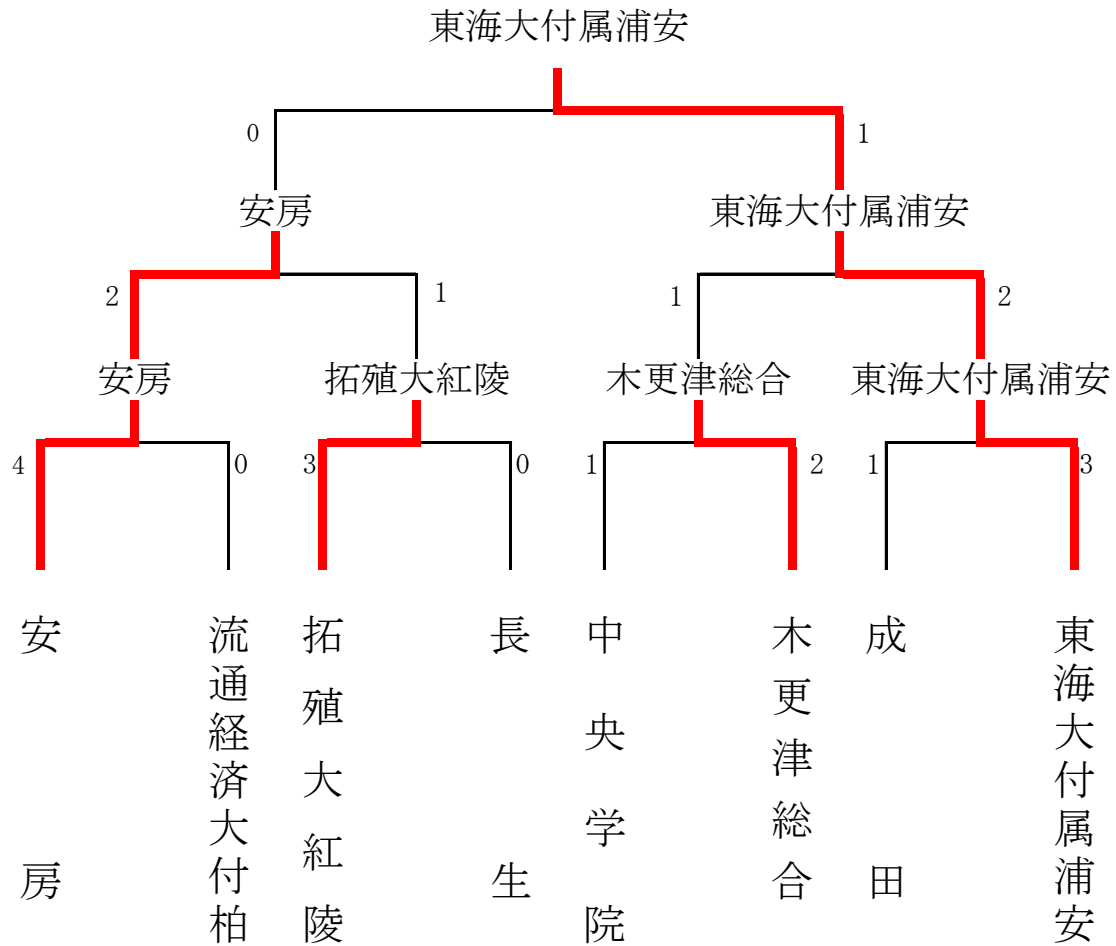 東海大付属浦安
0
1
安房
東海大付属浦安
2
1
1
2
安房
拓殖大紅陵
木更津総合
東海大付属浦安
4
0
3
0
1
2
1
3
安房
流通経済大付柏
拓殖大紅陵
長生
中央学院
木更津総合
成田
東海大付属浦安